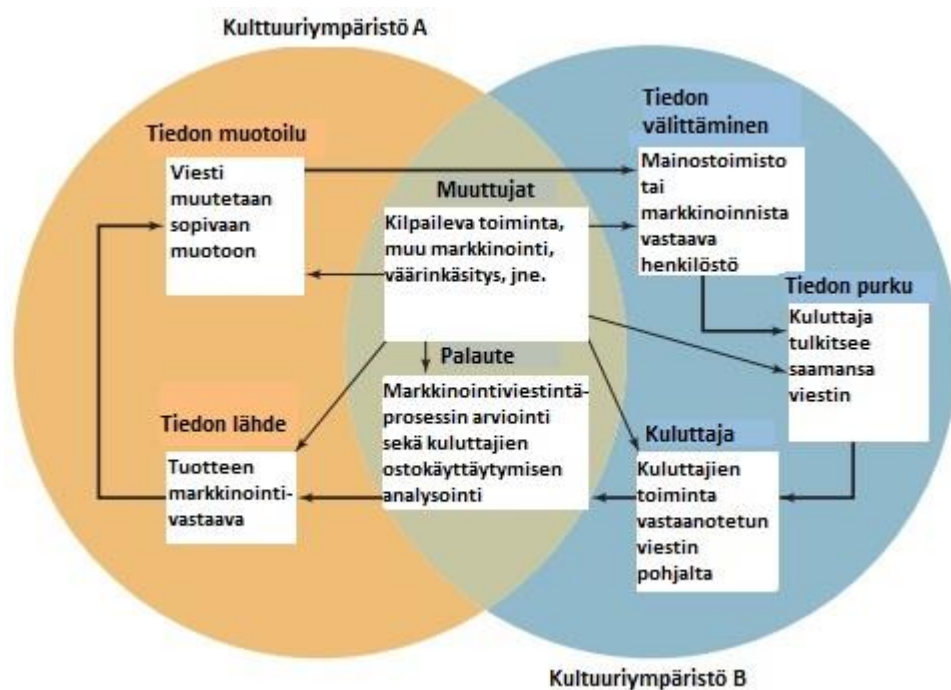 Kulttuuriympäristö A
Tiedon muotoilu
Viesti
muutetaan
sopivaan
muotoon
Muuttujat
Kilpaileva toiminta,
muu markkinointi,
väärinkäsitys, jne.
Tiedon
välittäminen
Mainostoimisto
tai
markkinoinnista
vastaava
henkilöstö
Tiedon purku
Kuluttaja
tulkitsee
saamansa
viestin
Palaute
Markkinointiviestintä-
prosessin arviointi
sekä kuluttajien
ostokäyttäytymisen
analysointi
Tiedon lähde
Tuotteen
markkinointi-
vastaava
Kuluttaja
Kuluttajien
toiminta
vastaanotetun
viestin
pohjalta
Kultuuriympäristö B